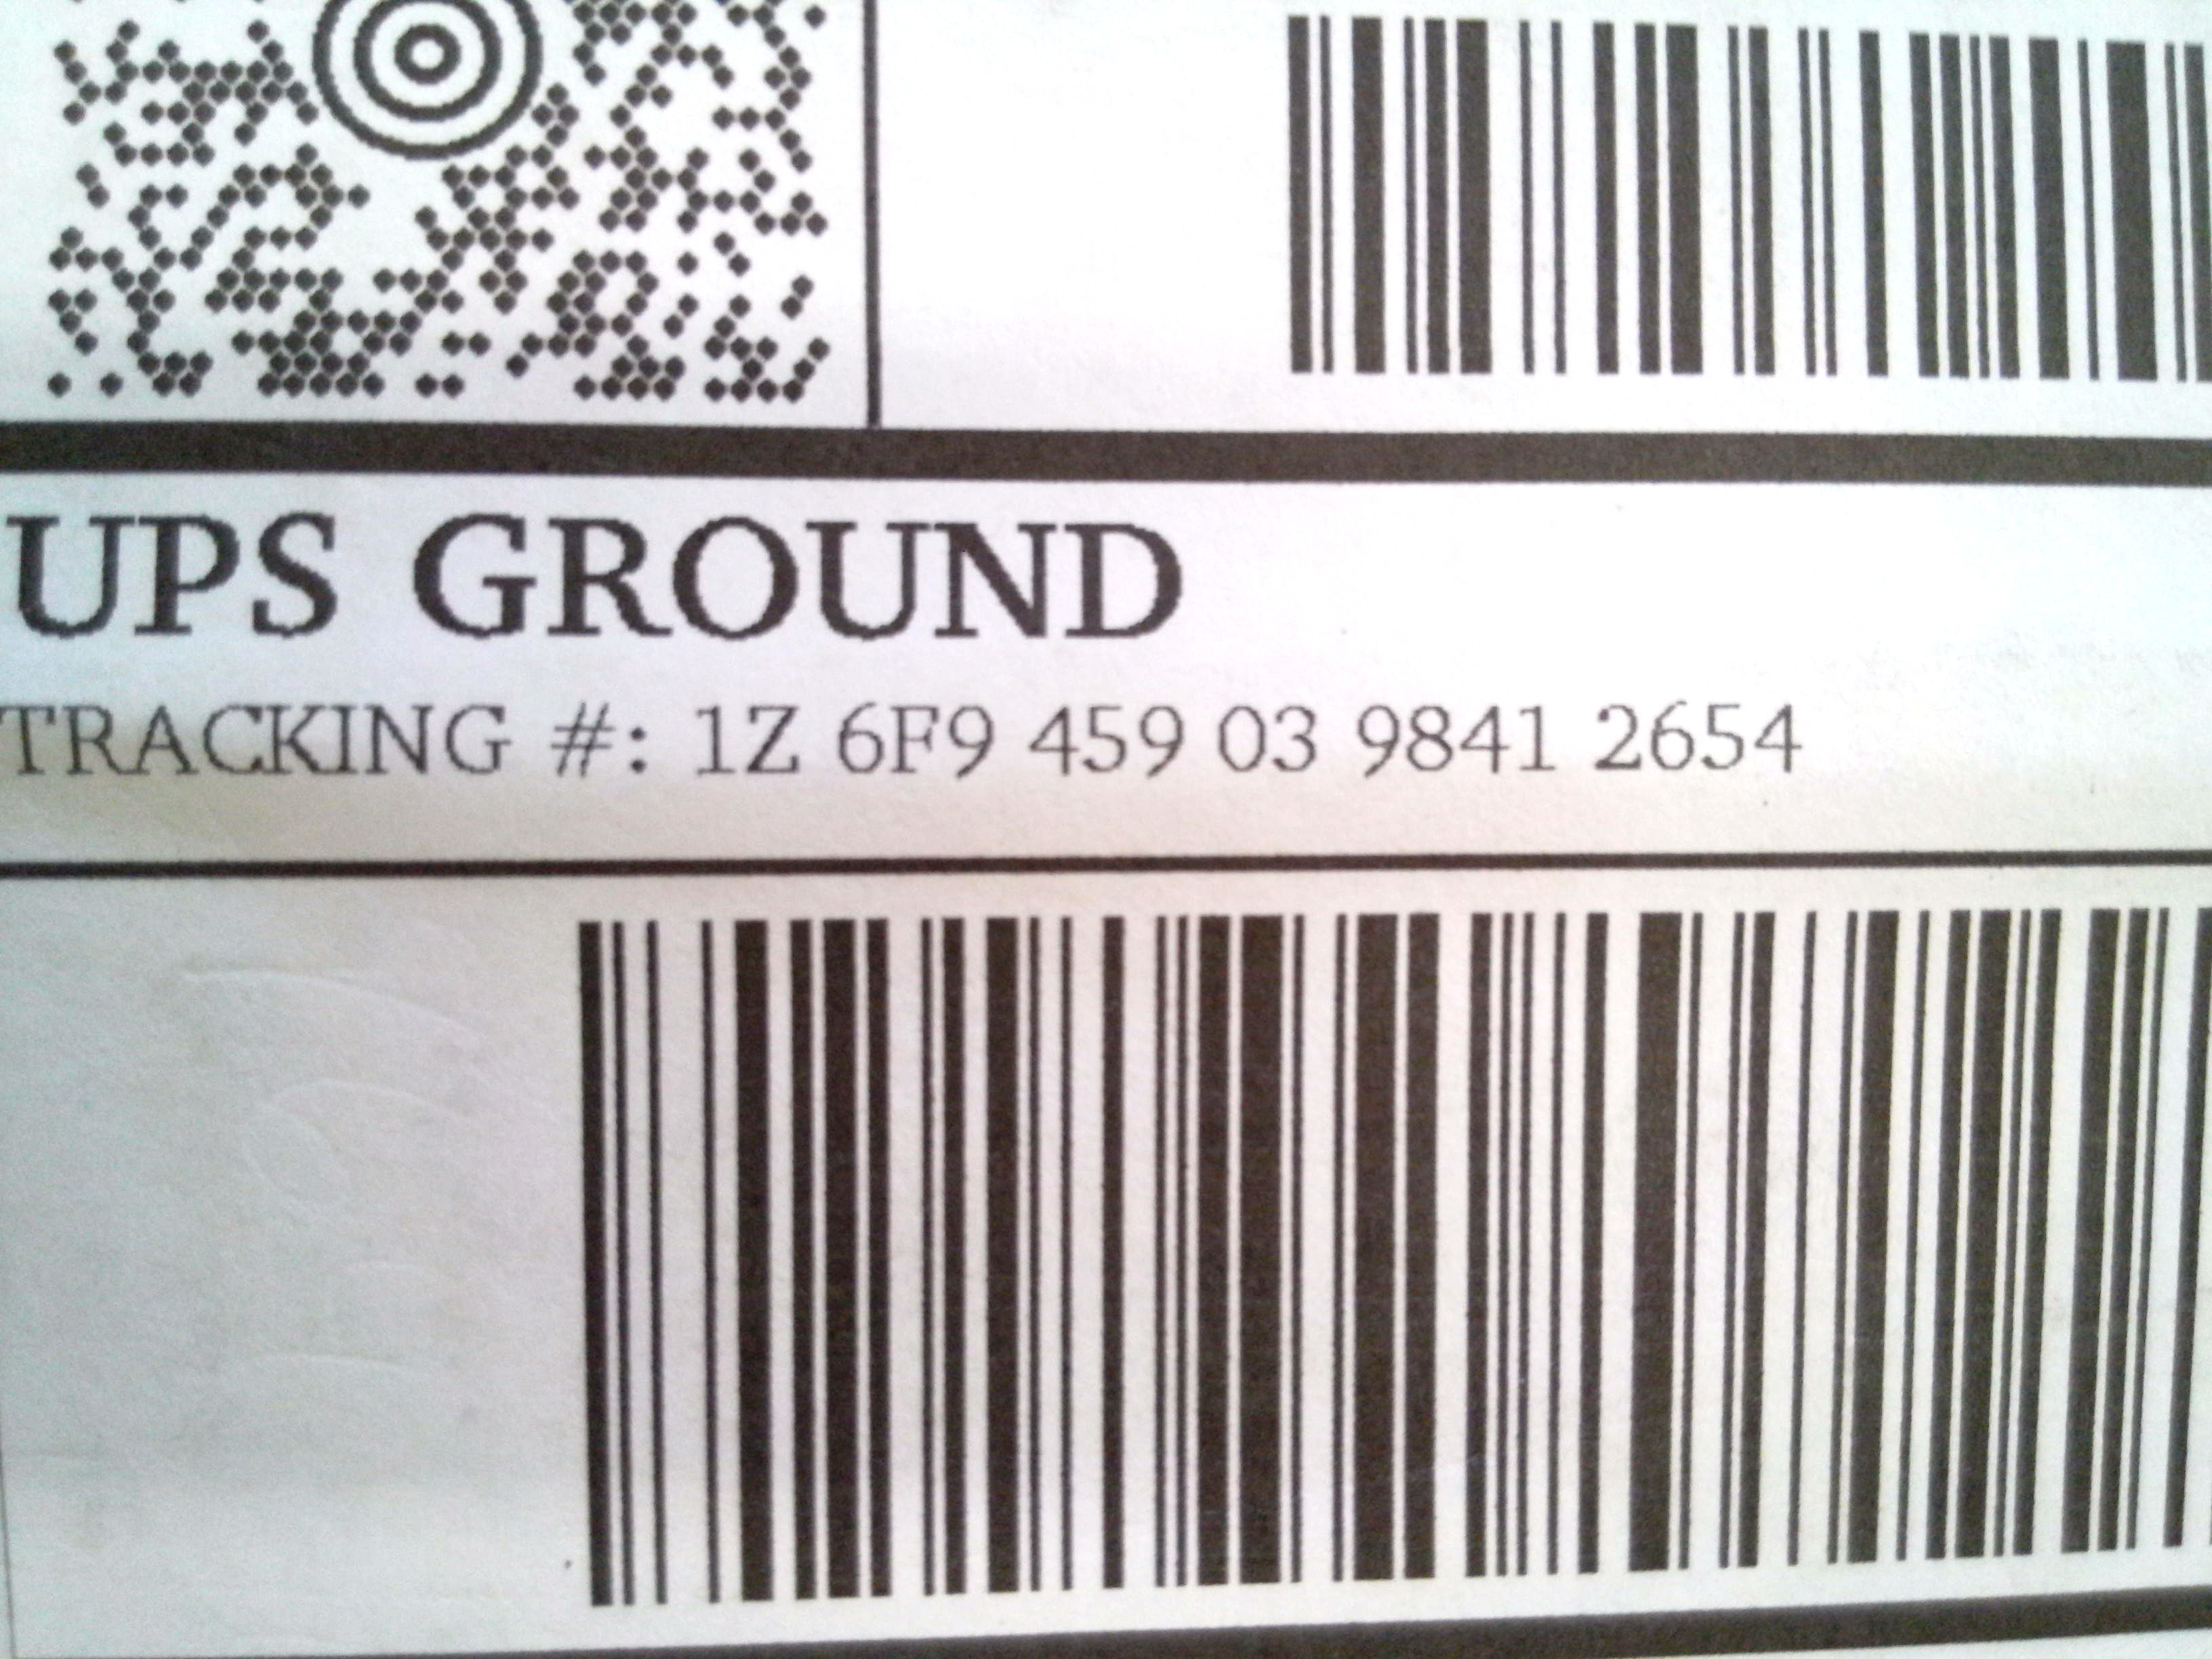 UPS GROUND
TRACKING #: 1Z 6F9 459 03 9841 2654